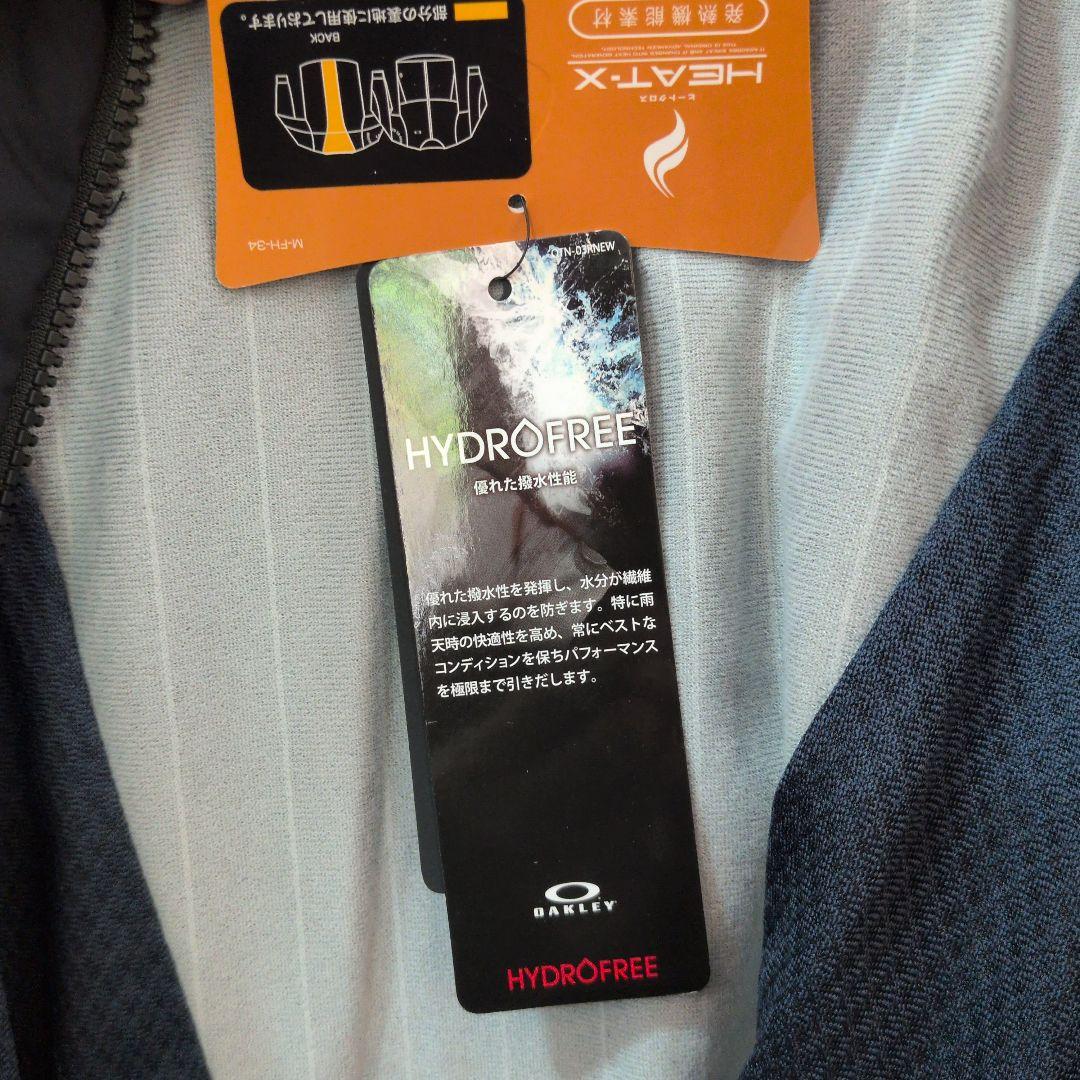 部分の裏地に使用しております。
BACK
発熱機能素材
HEAT-X
ヒートクロス
M-FH-34
OTN-03RNEW
HYDROFREE
優れた撥水性能
優れた撥水性を発揮し、水分が繊維
内に浸入するのを防ぎます。特に雨
天時の快適性を高め、常にベストな
コンディションを保ちパフォーマンス
を極限まで引きだします。
OAKLEY
HYDROFREE